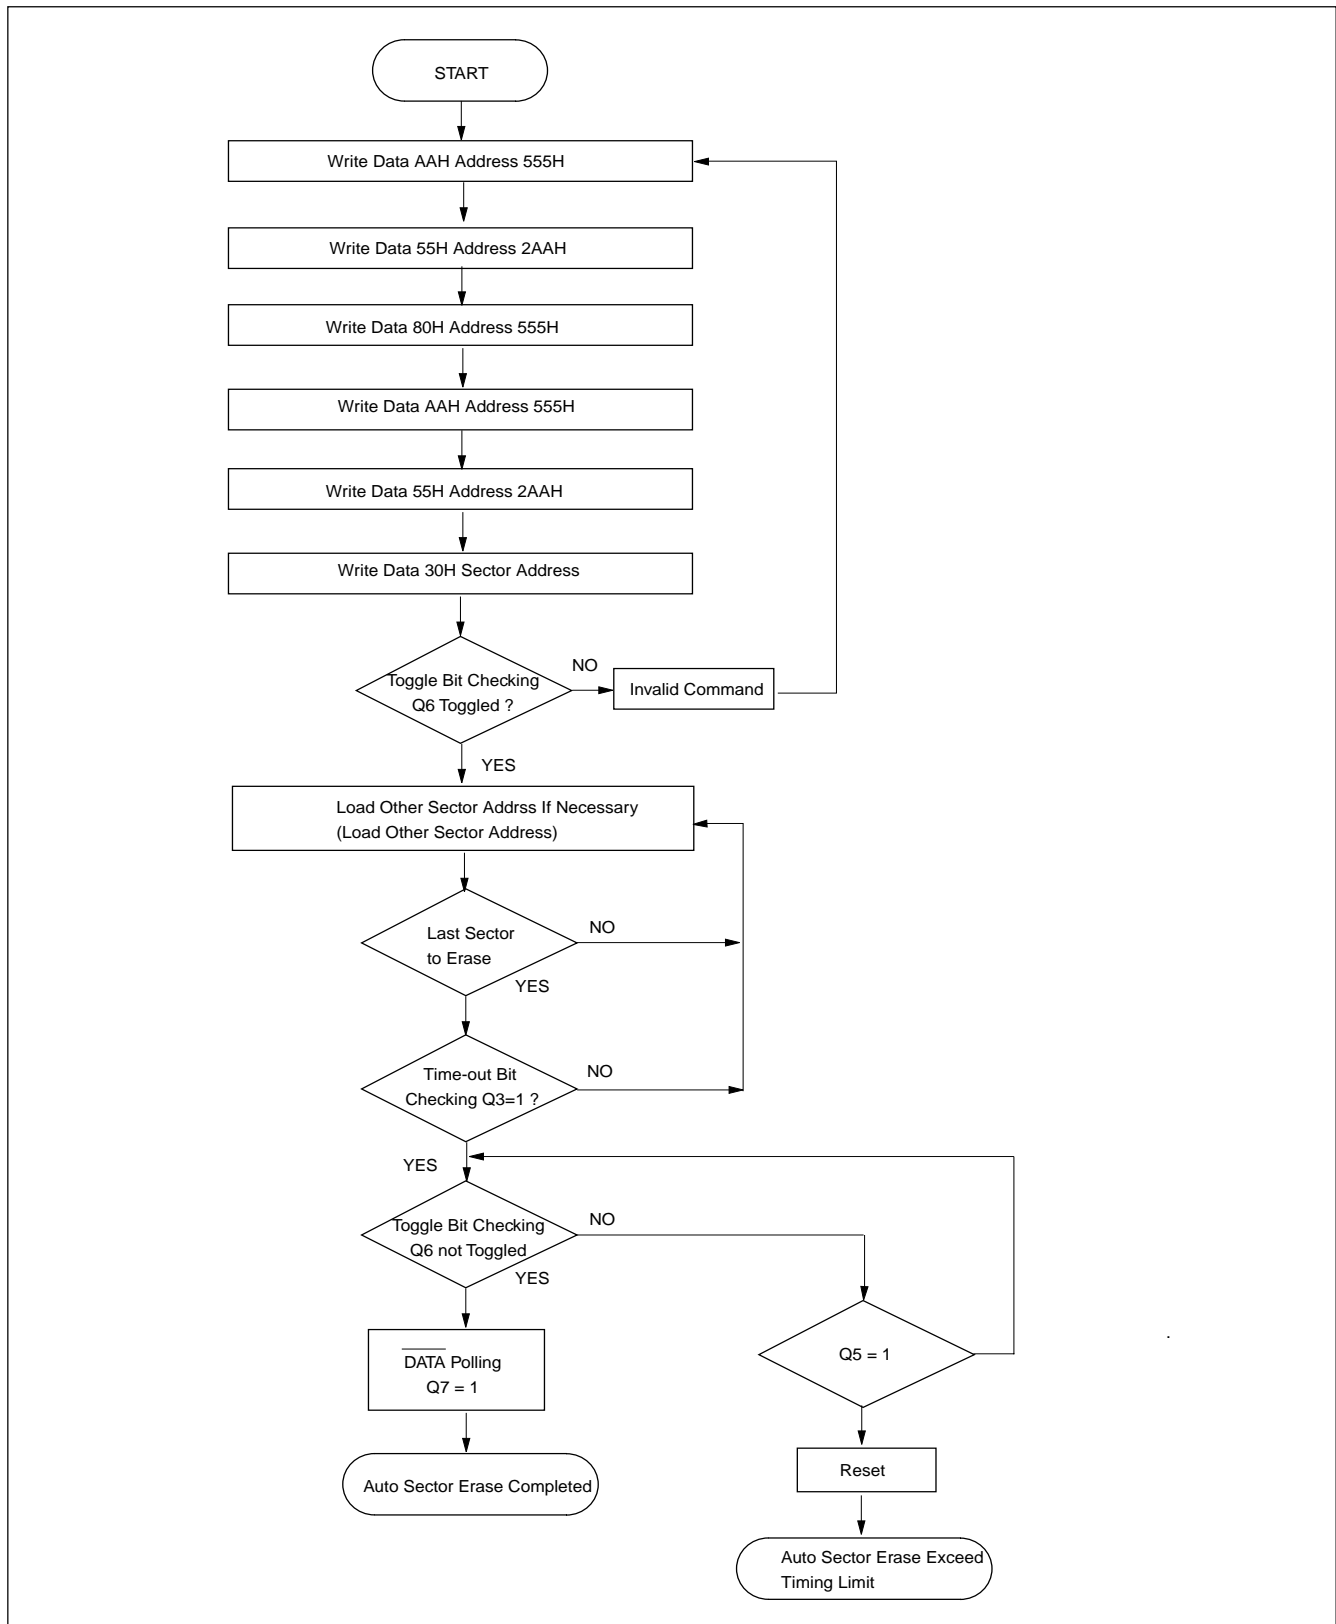 START
Write Data AAH Address 555H
Write Data 55H Address 2AAH
Write Data 80H Address 555H
Write Data AAH Address 555H
Write Data 55H Address 2AAH
Write Data 30H Sector Address
Toggle Bit Checking
Q6 Toggled ?
NO
Invalid Command
YES
Load Other Sector Addrss If Necessary
(Load Other Sector Address)
Last Sector
to Erase
NO
YES
Time-out Bit
Checking Q3=1 ?
NO
YES
Toggle Bit Checking
Q6 not Toggled
NO
YES
DATA Polling
Q7 = 1
Q5 = 1
Reset
Auto Sector Erase Completed
Auto Sector Erase Exceed
Timing Limit